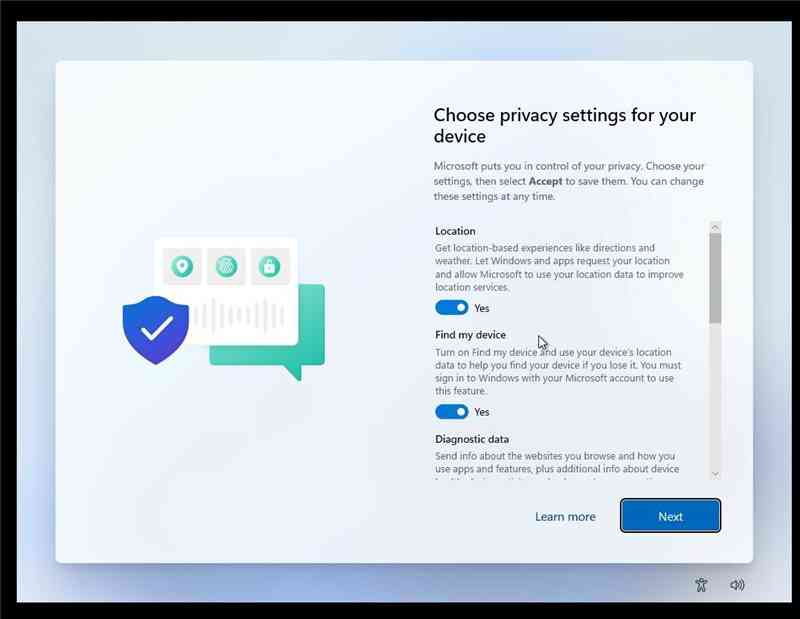 Choose privacy settings for your
device
Microsoft puts you in control of your privacy. Choose your
settings, then select Accept to save them. You can change
these settings at any time.
Location
Get location-based experiences like directions and
weather. Let Windows and apps request your location
and allow Microsoft to use your location data to improve
location services.
Yes
Find my device
Turn on Find my device and use your device's location
data to help you find your device if you lose it. You must
sign in to Windows with your Microsoft account to use
this feature.
Yes
Diagnostic data
Send info about the websites you browse and how you
use apps and features, plus additional info about device
Learn more
Next